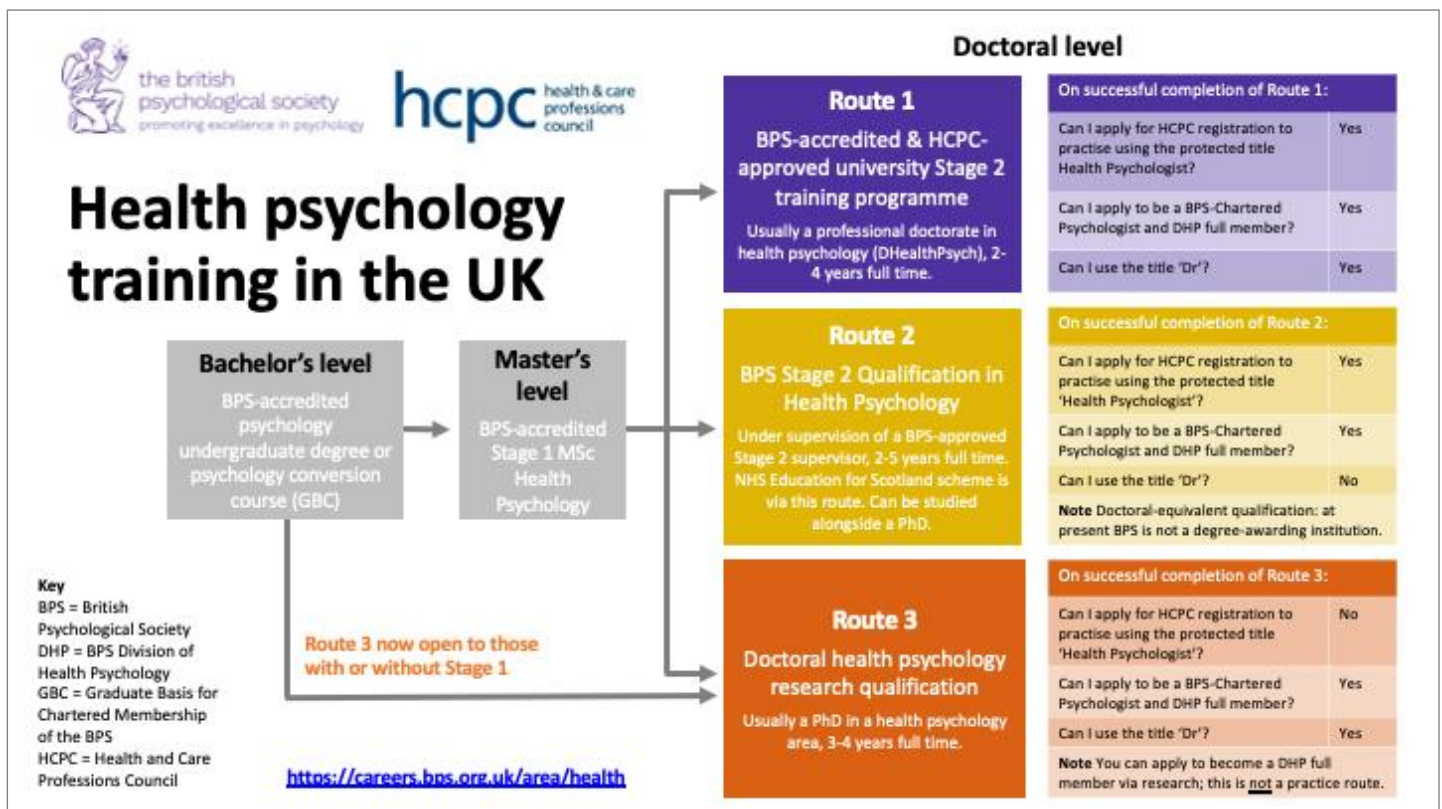 the british
psychological society
promoting excellence in psychology
hcpc
health & care
professions
council
Health psychology
training in the UK
Bachelor's level
BPS-accredited
psychology
undergraduate degree or
psychology conversion
course (GBC)
Master's
level
BPS-accredited
Stage 1 MSc
Health
Psychology
Route 3 now open to those
with or without Stage 1
Key
BPS = British
Psychological Society
DHP = BPS Division of
Health Psychology
GBC = Graduate Basis for
Chartered Membership
of the BPS
HCPC = Health and Care
Professions Council
https://careers.bps.org.uk/area/health
Doctoral level
Route 1
BPS-accredited & HCPC-
approved university Stage 2
training programme
Usually a professional doctorate in
health psychology (DHealthPsych), 2-
4 years full time.
On successful completion of Route 1:
Can I apply for HCPC registration to
practise using the protected title
Health Psychologist?
Yes
Can I apply to be a BPS-Chartered
Psychologist and DHP full member?
Yes
Can I use the title 'Dr'?
Yes
Route 2
BPS Stage 2 Qualification in
Health Psychology
Under supervision of a BPS-approved
Stage 2 supervisor, 2-5 years full time.
NHS Education for Scotland scheme is
via this route. Can be studied
alongside a PhD.
On successful completion of Route 2:
Can I apply for HCPC registration to
practise using the protected title
'Health Psychologist'?
Yes
Can I apply to be a BPS-Chartered
Psychologist and DHP full member?
Yes
Can I use the title 'Dr'?
No
Note Doctoral-equivalent qualification: at
present BPS is not a degree-awarding institution.
Route 3
Doctoral health psychology
research qualification
Usually a PhD in a health psychology
area, 3-4 years full time.
On successful completion of Route 3:
Can I apply for HCPC registration to
practise using the protected title
'Health Psychologist'?
No
Can I apply to be a BPS-Chartered
Psychologist and DHP full member?
Yes
Can I use the title 'Dr'?
Yes
Note You can apply to become a DHP full
member via research; this is not a practice route.